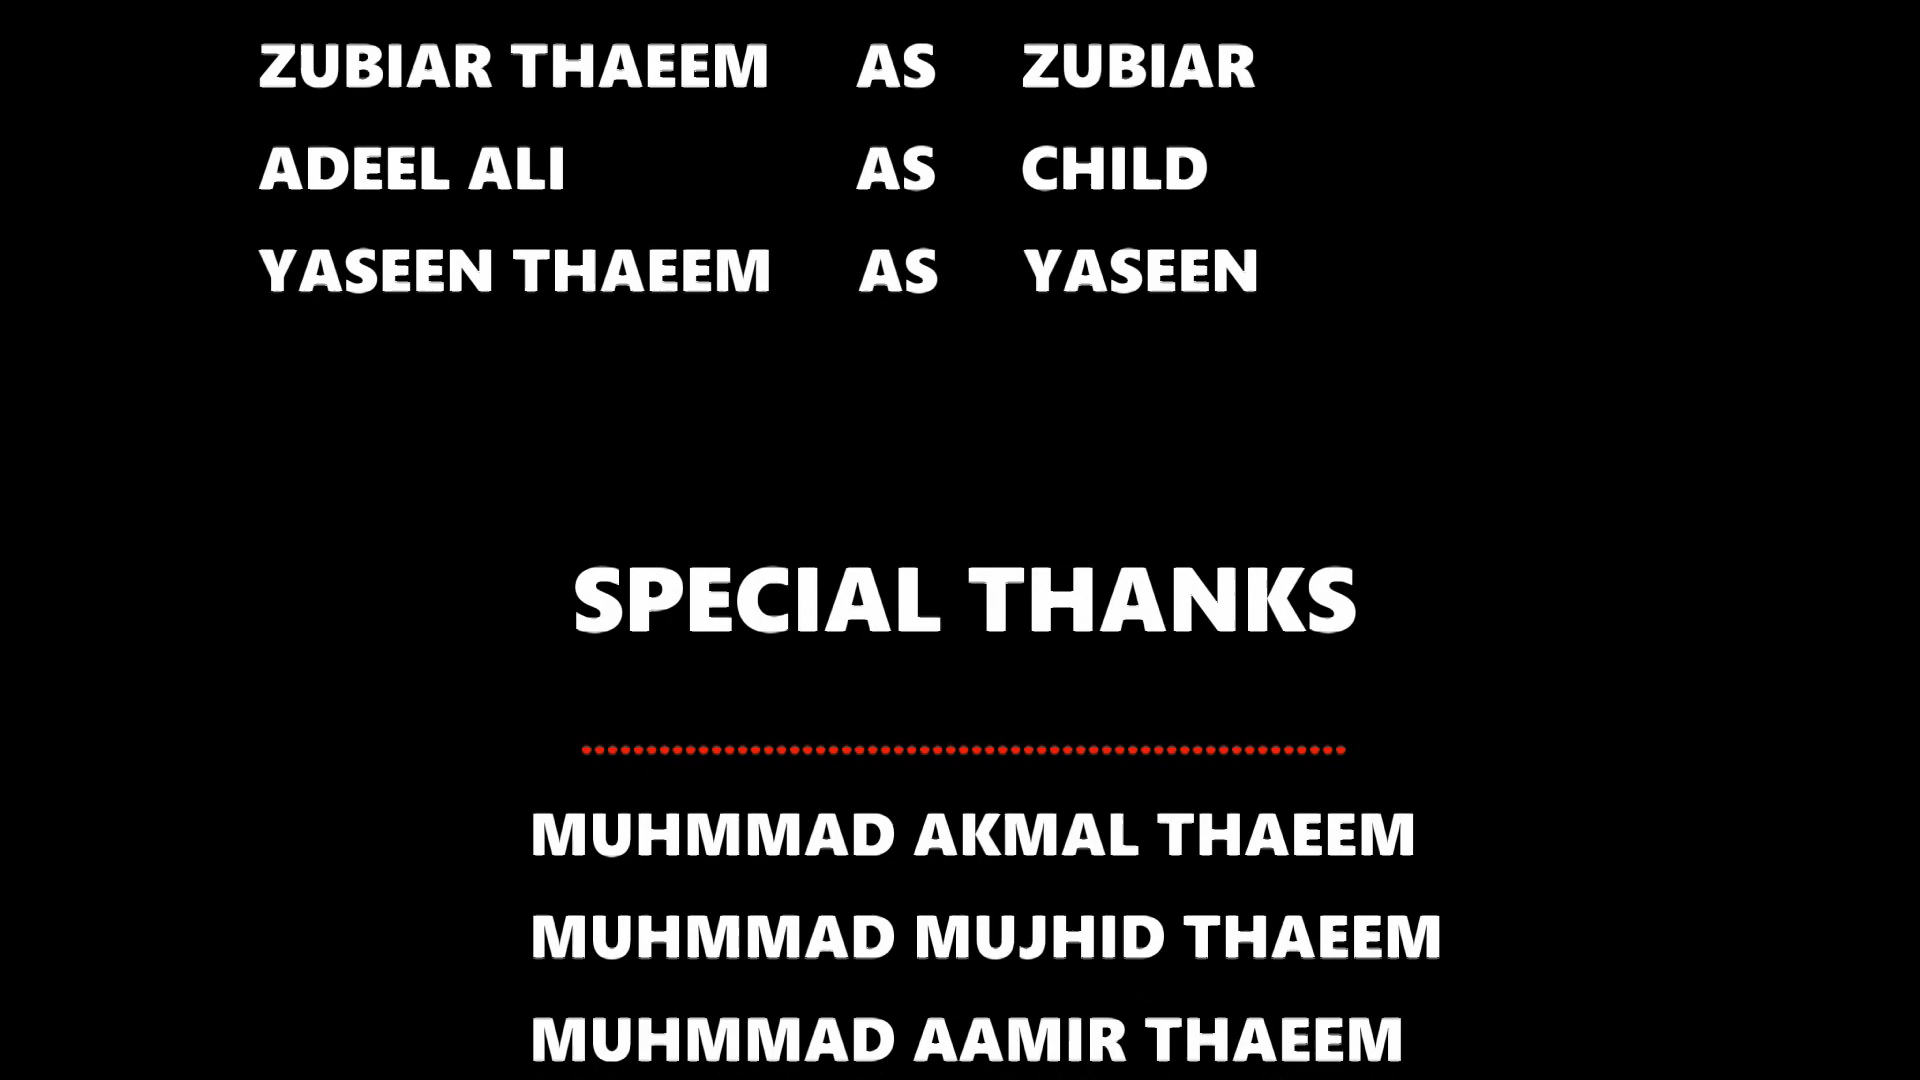 ZUBIAR THAEEM AS ZUBIAR
ADEEL ALI AS CHILD
YASEEN THAEEM AS YASEEN
SPECIAL THANKS
MUHMMAD AKMAL THAEEM
MUHMMAD MUJHID THAEEM
MUHMMAD AAMIR THAEEM